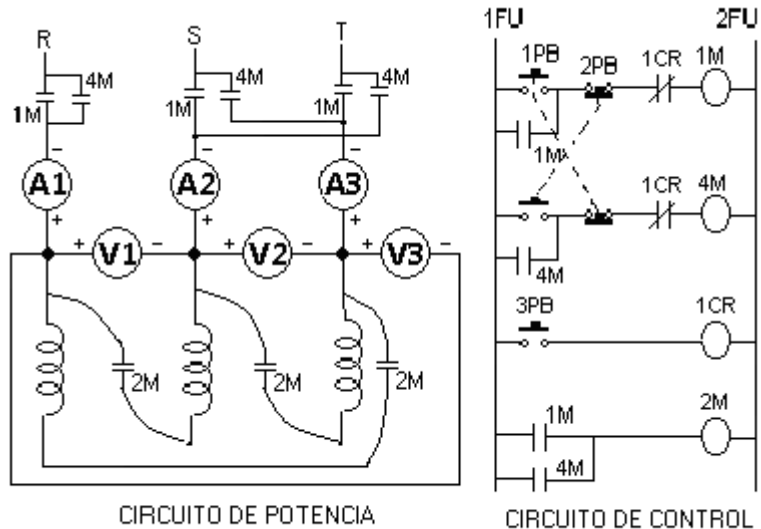 R S T
4M 4M 4M
1M 1M 1M
− − −
A1 A2 A3
+ + +
+ V1 − + V2 − + V3 −
2M 2M 2M
CIRCUITO DE POTENCIA
1FU 2FU
1PB 2PB 1CR 1M
1M
1CR 4M
4M
3PB 1CR
1M 2M
4M
CIRCUITO DE CONTROL